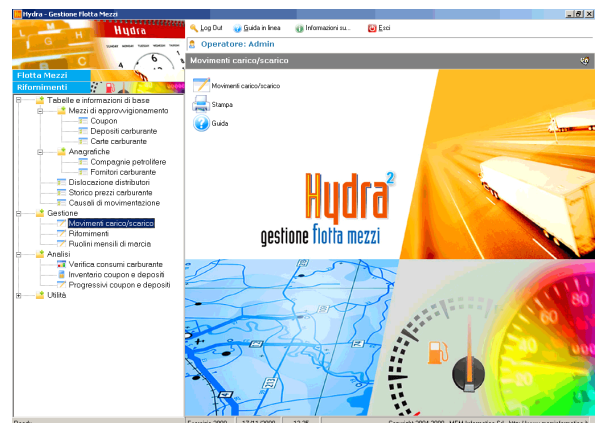 Hydra - Gestione Flotta Mezzi
Hydra
Log Out
Guida in linea
Informazioni su...
Esci
Operatore: Admin
Flotta Mezzi
Rifornimenti
Movimenti carico/scarico
Tabelle e informazioni di base
Mezzi di approvvigionamento
Coupon
Depositi carburante
Carte carburante
Anagrafiche
Compagnie petrolifere
Fornitori carburante
Dislocazione distributori
Storico prezzi carburante
Causali di movimentazione
Gestione
Movimenti carico/scarico
Rifornimenti
Ruolini mensili di marcia
Analisi
Verifica consumi carburante
Inventario coupon e depositi
Progressivi coupon e depositi
Utilità
Movimenti carico/scarico
Stampa
Guida
Hydra2
gestione flotta mezzi
80
60